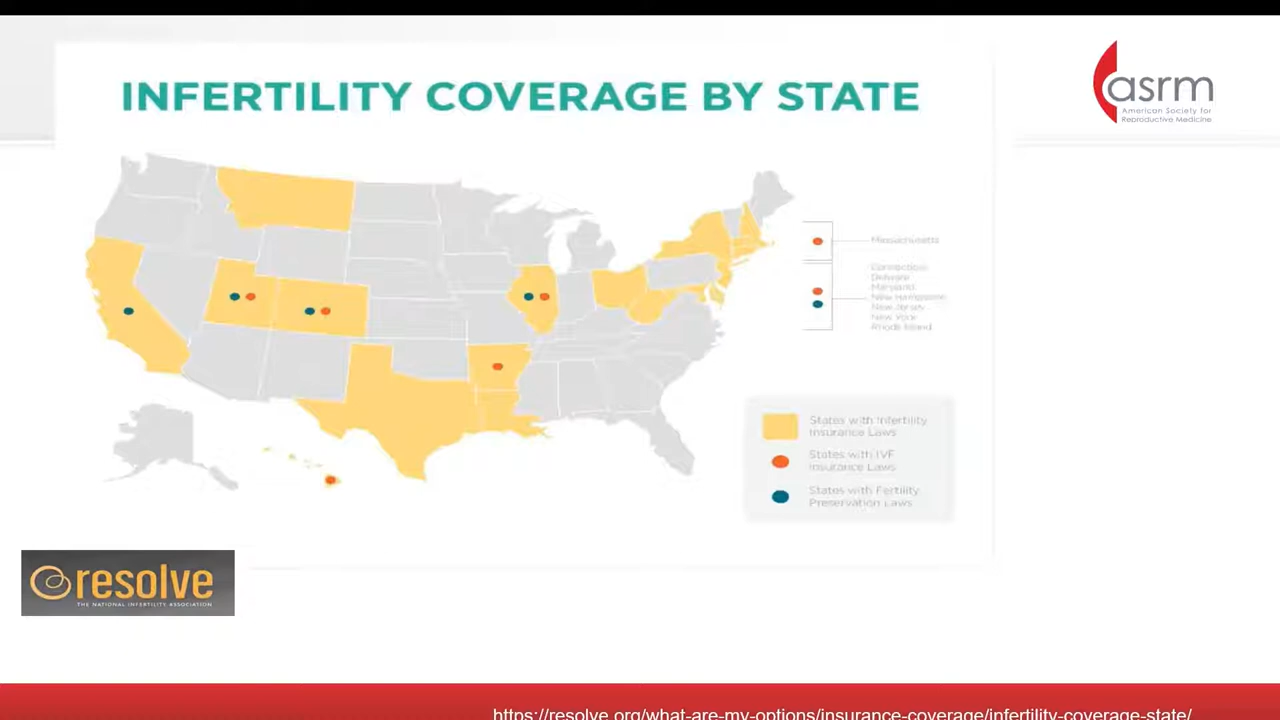 INFERTILITY COVERAGE BY STATE
asrm
American Society for
Reproductive Medicine
Massachusetts
Connecticut
Delaware
Maryland
New Hampshire
New Jersey
New York
Rhode Island
States with Infertility
Insurance Laws
States with IVF
Insurance Laws
States with Fertility
Preservation Laws
resolve
THE NATIONAL INFERTILITY ASSOCIATION
https://resolve.org/what-are-my-options/insurance-coverage/infertility-coverage-state/